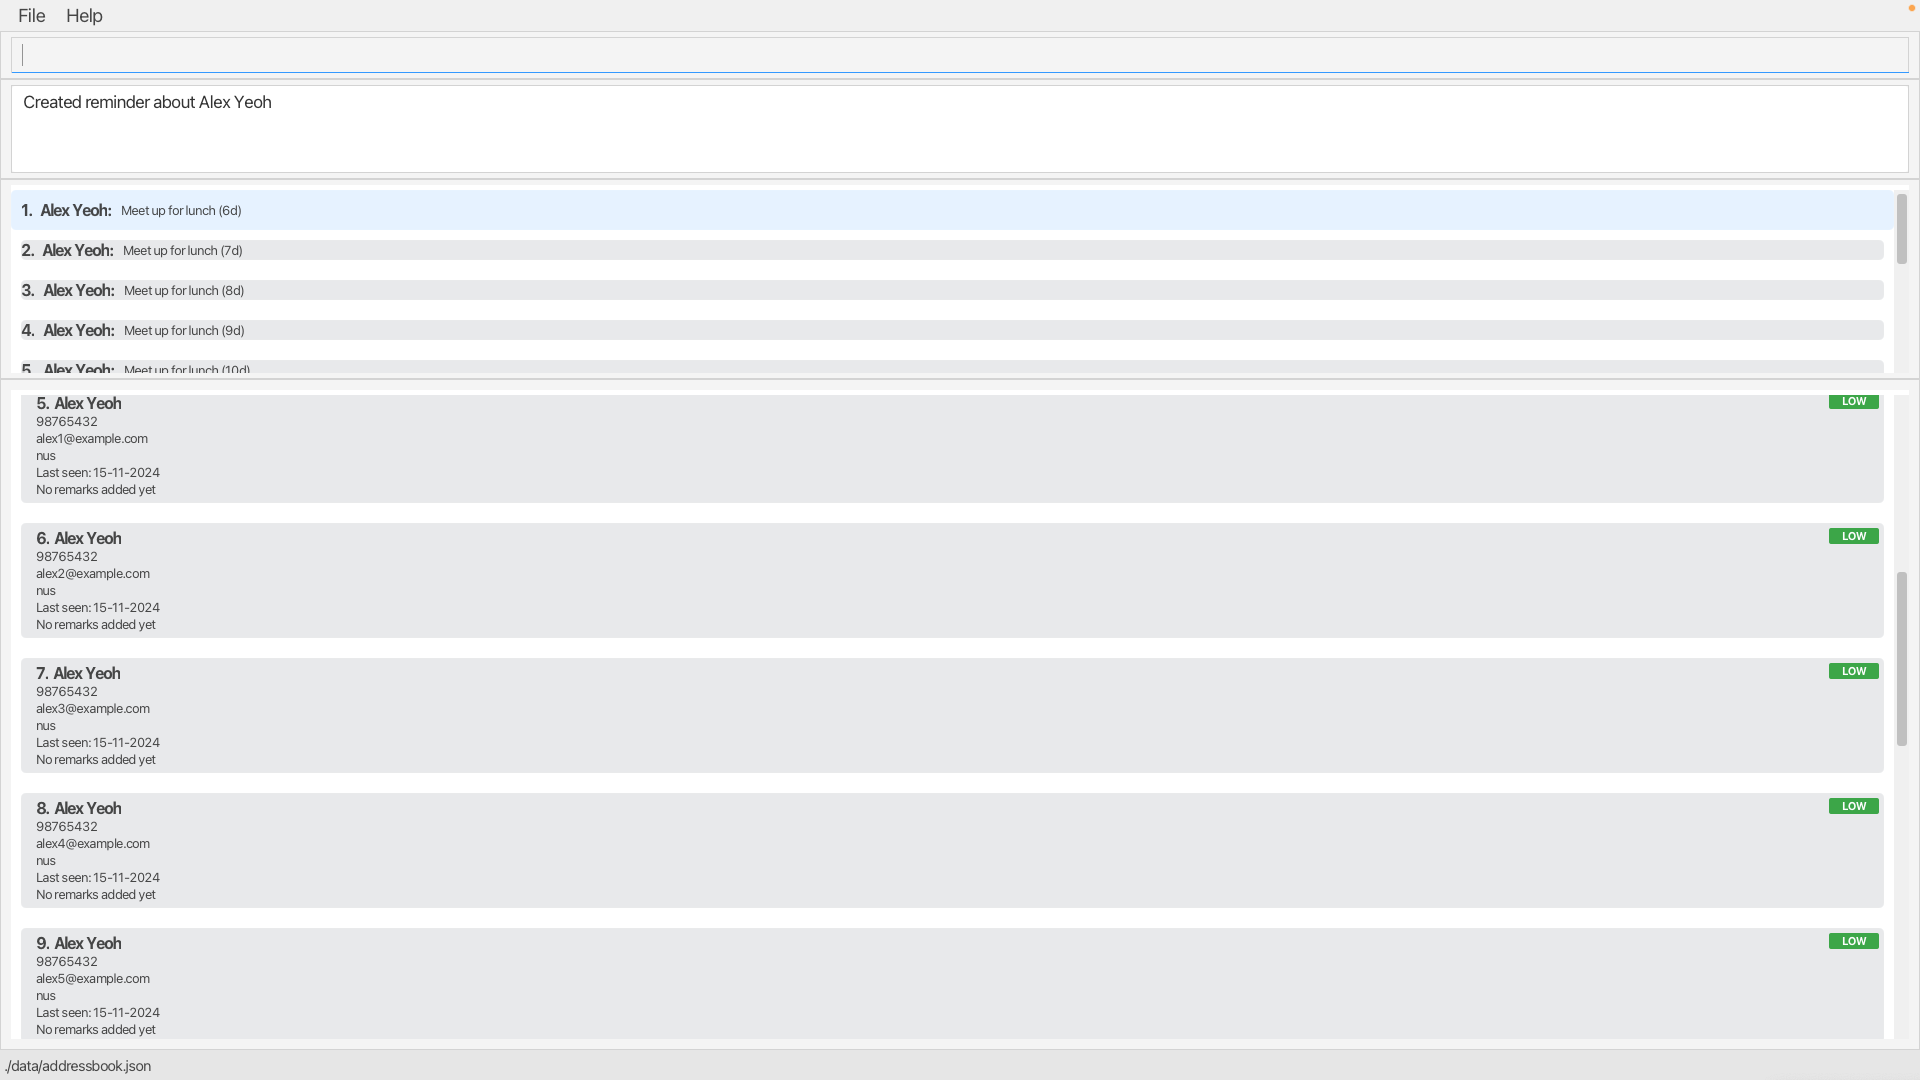 File Help
Created reminder about Alex Yeoh
1. Alex Yeoh: Meet up for lunch (6d)
2. Alex Yeoh: Meet up for lunch (7d)
3. Alex Yeoh: Meet up for lunch (8d)
4. Alex Yeoh: Meet up for lunch (9d)
5. Alex Yeoh: Meet up for lunch (10d)
5. Alex Yeoh LOW
98765432
alex1@example.com
nus
Last seen: 15-11-2024
No remarks added yet
6. Alex Yeoh LOW
98765432
alex2@example.com
nus
Last seen: 15-11-2024
No remarks added yet
7. Alex Yeoh LOW
98765432
alex3@example.com
nus
Last seen: 15-11-2024
No remarks added yet
8. Alex Yeoh LOW
98765432
alex4@example.com
nus
Last seen: 15-11-2024
No remarks added yet
9. Alex Yeoh LOW
98765432
alex5@example.com
nus
Last seen: 15-11-2024
No remarks added yet
./data/addressbook.json